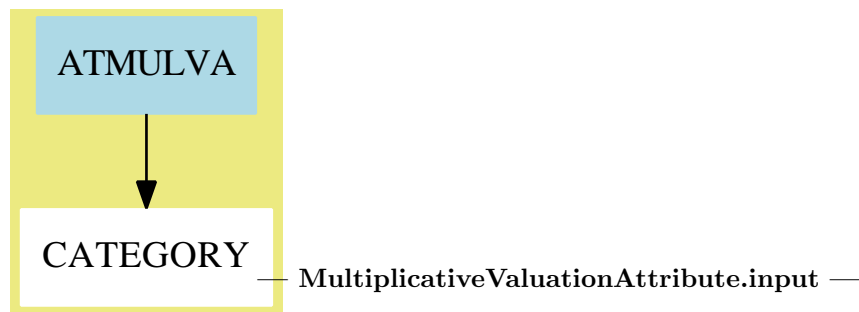 ATMULVA
CATEGORY
— MultiplicativeValuationAttribute.input —